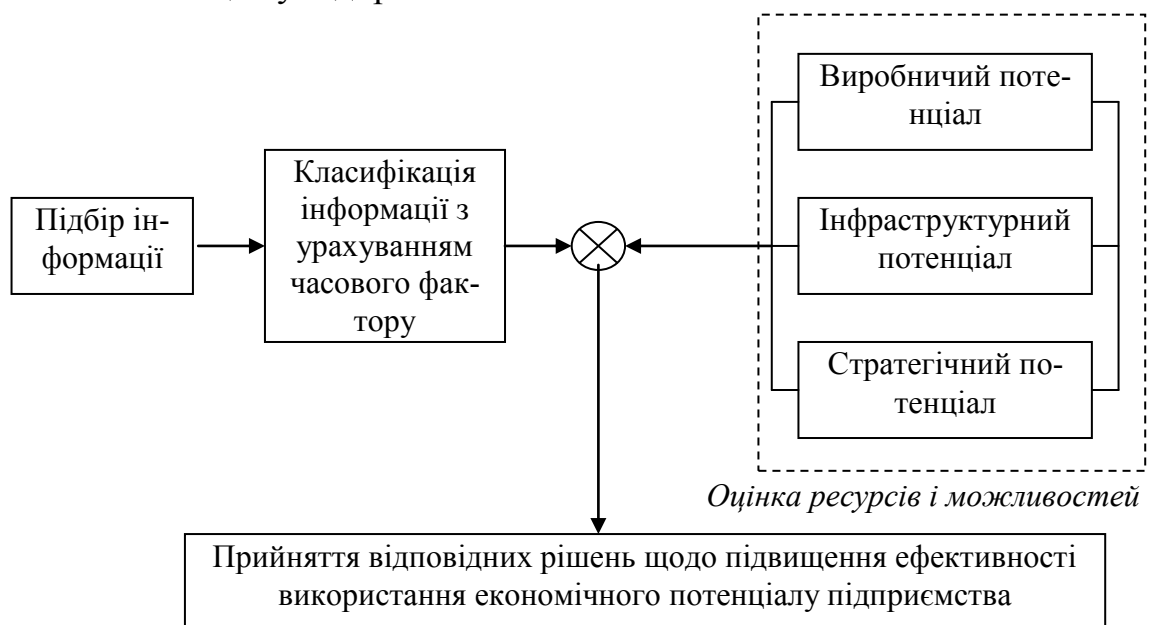 Виробничий поте-
нціал
Підбір ін-
формації
Класифікація
інформації з
урахуванням
часового фак-
тору
Інфраструктурний
потенціал
Стратегічний по-
тенціал
Оцінка ресурсів і можливостей
Прийняття відповідних рішень щодо підвищення ефективності
використання економічного потенціалу підприємства